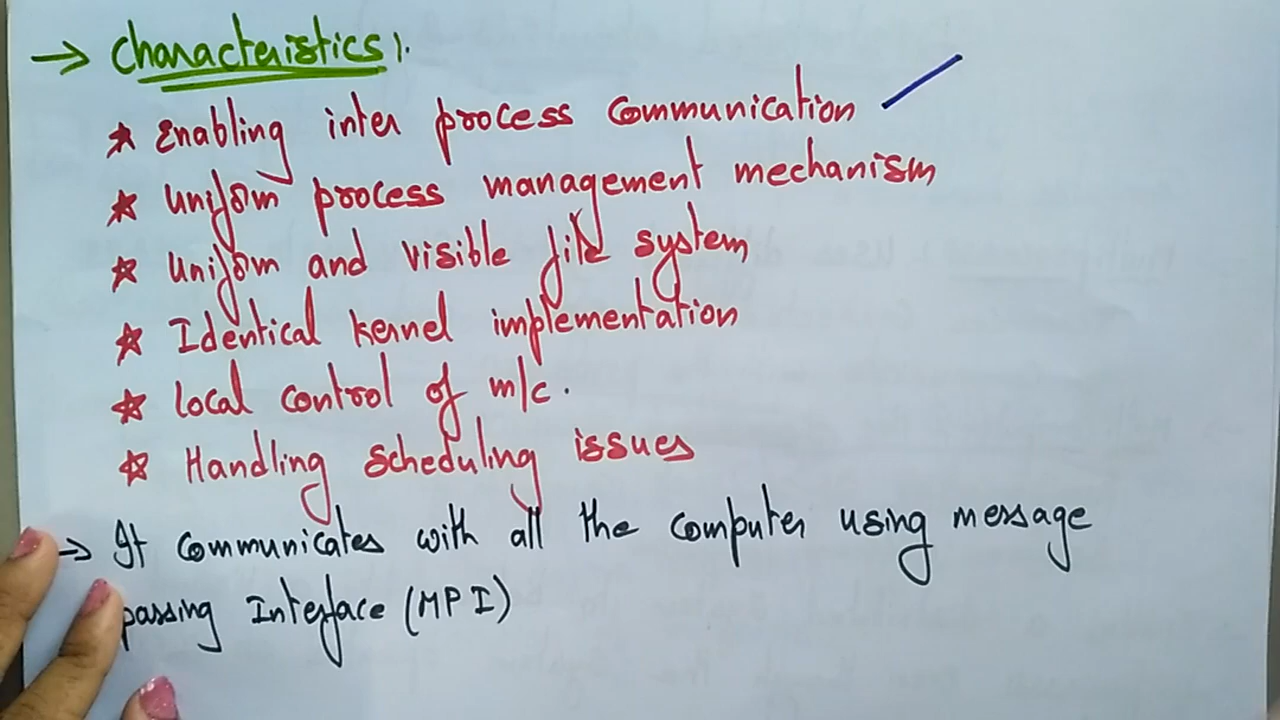 → Characteristics:
* Enabling inter process communication
* Uniform process management mechanism
* Uniform and visible file system
* Identical kernel implementation
* Local control of m/c.
* Handling scheduling issues
→ It communicates with all the computer using message
passing Interface (MPI)